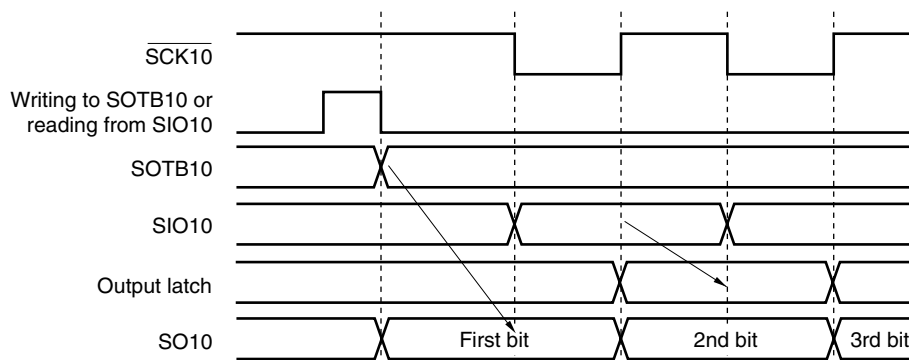 SCK10
Writing to SOTB10 or
reading from SIO10
SOTB10
SIO10
Output latch
SO10
First bit
2nd bit
3rd bit